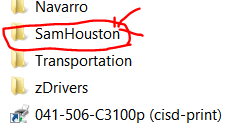 Navarro
SamHouston
Transportation
zDrivers
041-506-C3100p (cisd-print)